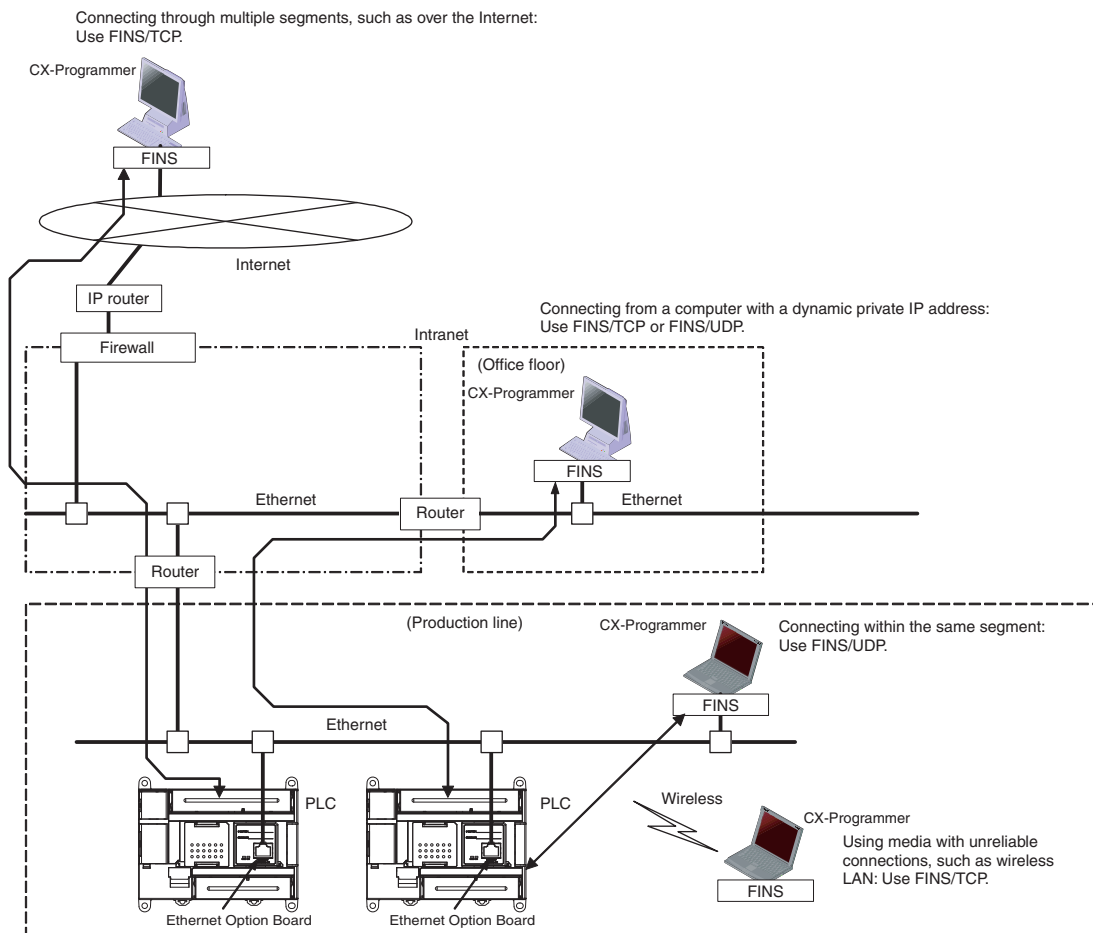 Connecting through multiple segments, such as over the Internet:
Use FINS/TCP.
CX-Programmer
FINS
Internet
IP router
Connecting from a computer with a dynamic private IP address:
Use FINS/TCP or FINS/UDP.
Intranet
Firewall
(Office floor)
CX-Programmer
FINS
Ethernet
Ethernet
Router
Router
(Production line)
CX-Programmer
Connecting within the same segment:
Use FINS/UDP.
FINS
Ethernet
PLC
PLC
Wireless
CX-Programmer
Using media with unreliable
connections, such as wireless
LAN: Use FINS/TCP.
FINS
Ethernet Option Board
Ethernet Option Board